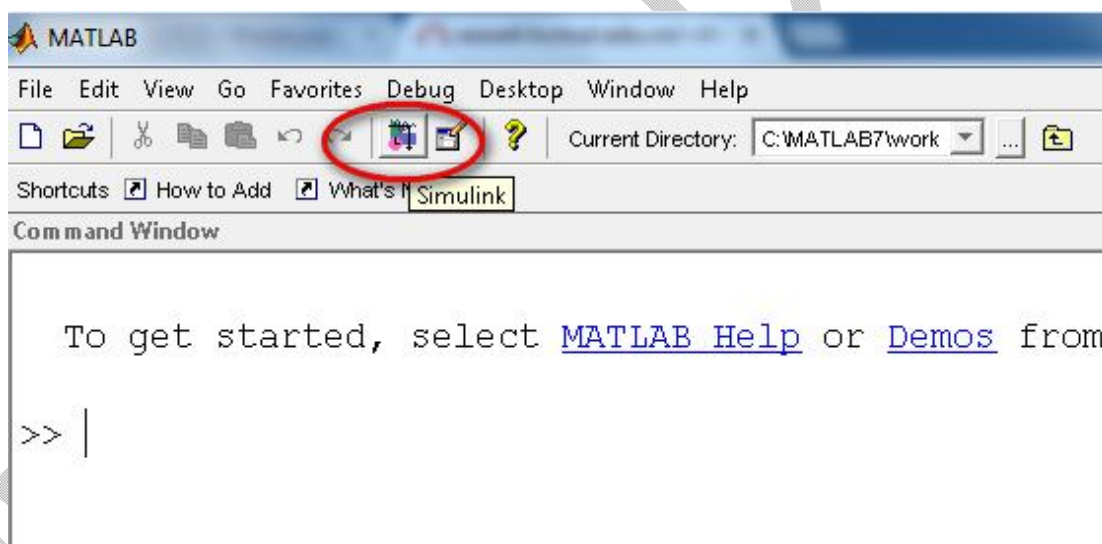 MATLAB
File Edit View Go Favorites Debug Desktop Window Help
Current Directory: C:\MATLAB7\work ...
Shortcuts How to Add What's N
Simulink
Command Window
To get started, select MATLAB Help or Demos from
>>